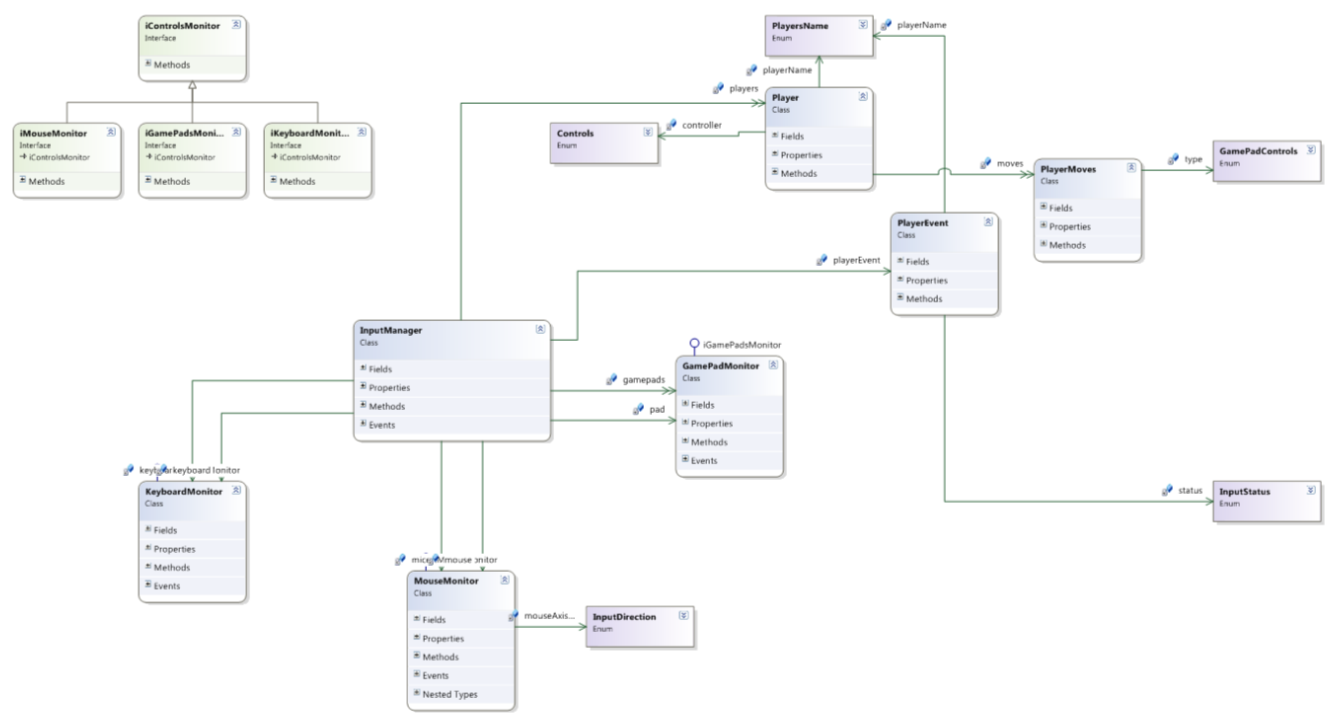 iControlsMonitor
Interface
Methods
iMouseMonitor
Interface
iControlsMonitor
Methods
iGamePadsMoni...
Interface
iControlsMonitor
Methods
iKeyboardMonit...
Interface
iControlsMonitor
Methods
PlayersName
Enum
playerName
playerName
players
Player
Class
Fields
Properties
Methods
Controls
Enum
controller
moves
PlayerMoves
Class
Fields
Properties
Methods
type
GamePadControls
Enum
PlayerEvent
Class
Fields
Properties
Methods
playerEvent
InputManager
Class
Fields
Properties
Methods
Events
iGamePadsMonitor
gamepads
pad
GamePadMonitor
Class
Fields
Properties
Methods
Events
keyboard
KeyboardMonitor
Class
Fields
Properties
Methods
Events
status
InputStatus
Enum
mouse
MouseMonitor
Class
Fields
Properties
Methods
Events
Nested Types
mouseAxis...
InputDirection
Enum